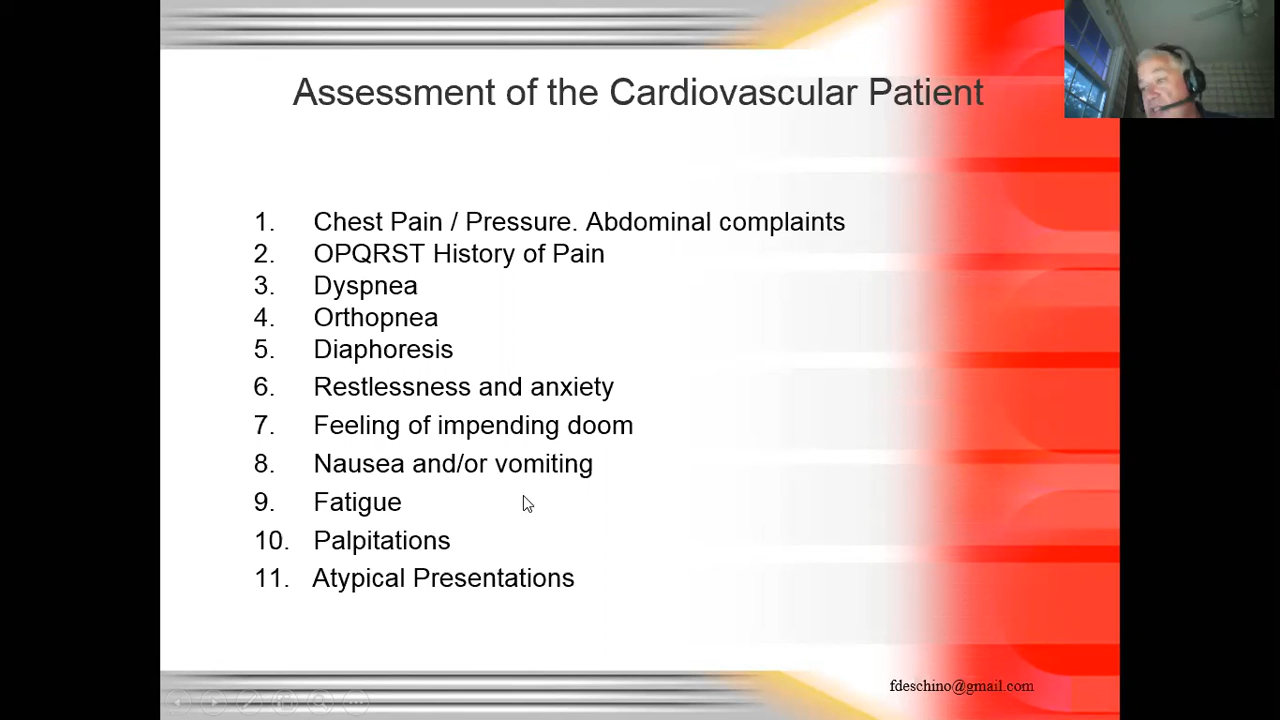 Assessment of the Cardiovascular Patient
1. Chest Pain / Pressure. Abdominal complaints
2. OPQRST History of Pain
3. Dyspnea
4. Orthopnea
5. Diaphoresis
6. Restlessness and anxiety
7. Feeling of impending doom
8. Nausea and/or vomiting
9. Fatigue
10. Palpitations
11. Atypical Presentations
fdeschino@gmail.com